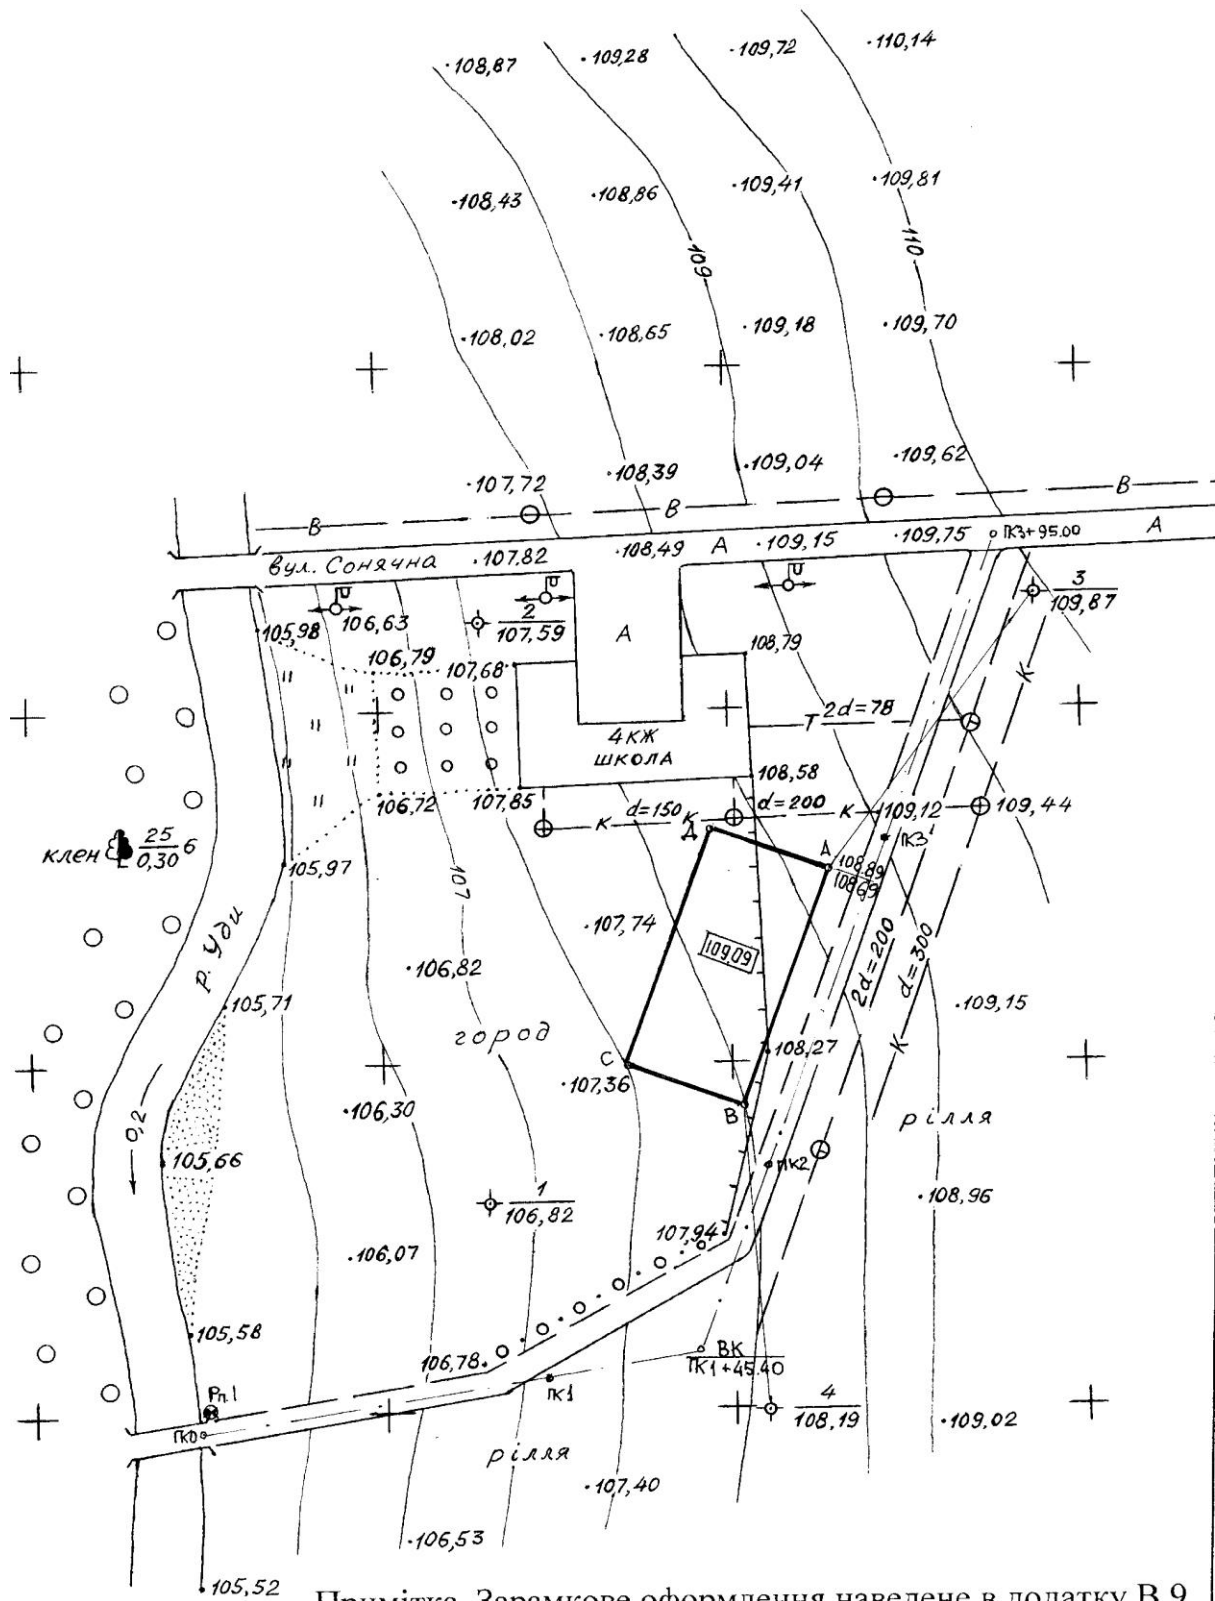 108,87
109,28
109,72
110,14
108,43
108,86
109,41
109,81
109
110
108,02
108,65
109,18
109,70
107,72
108,39
109,04
109,62
В
В
В
вул. Сонячна
107,82
108,49
А
109,15
109,75
ПК3+95.00
А
105,98
106,63
2
107,59
А
108,79
3
109,87
106,79
107,68
К
Т
2d=78
4КЖ
ШКОЛА
108,58
106,72
107,85
К
d=150
К
d=200
К
109,12
109,44
Д
ПК3
клен
25
0,30
6
А
108.89
108.69
105,97
107
р. Уди
107,74
109,09
106,82
2d=200
d=300
105,71
109,15
город
К
С
107,36
108,27
106,30
В
рілля
0,2
105,66
ПК2
1
106,82
108,96
107,94
106,07
105,58
106,78
ВК
ПК1+45.40
Рп.1
ПК1
4
108,19
109,02
ПК0
рілля
107,40
106,53
105,52
Примітка. Зарамкове оформлення наведене в додатку В.9